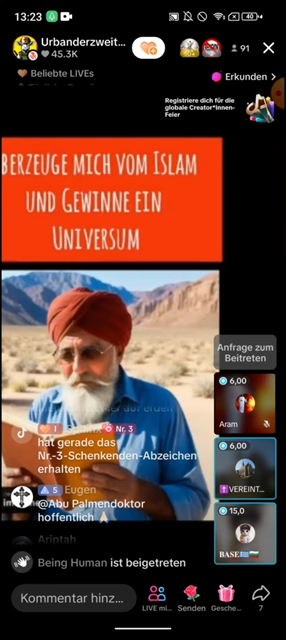 13:23
40
Urbanderzweit...
45.3K
91
Beliebte LIVEs
Erkunden
Registriere dich für die
globale Creator*innen-
Feier
BERZEUGE MICH VOM ISLAM
UND GEWINNE EIN
UNIVERSUM
Anfrage zum
Beitreten
6,00
Aram
Nr. 3
hat gerade das
Nr.-3-Schenkenden-Abzeichen
erhalten
6,00
VEREINT...
5 Eugen
@Abu Palmendoktor
hoffentlich
15,0
BASE
Ariptah
Being Human ist beigetreten
Kommentar hinz...
LIVE mi...
Senden
Gesche...
7